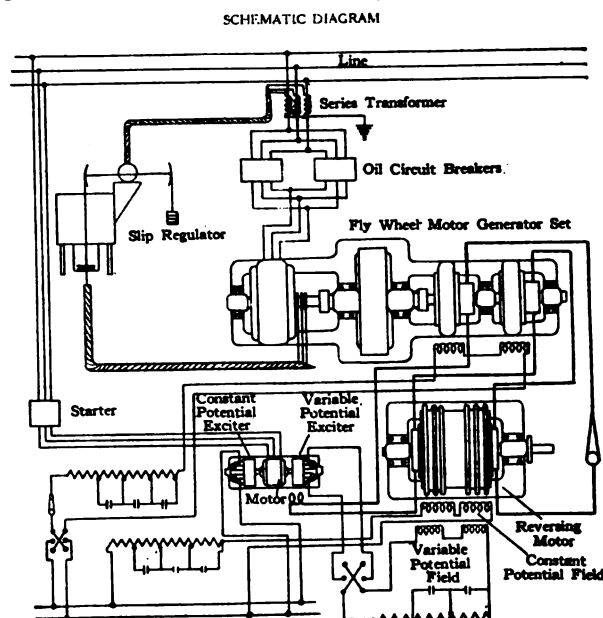 SCHEMATIC DIAGRAM
Line
Series Transformer
Oil Circuit Breakers
Slip Regulator
Fly Wheel Motor Generator Set
Starter
Constant
Potential
Exciter
Variable
Potential
Exciter
Motor
Reversing
Motor
Variable
Potential
Field
Constant
Potential Field